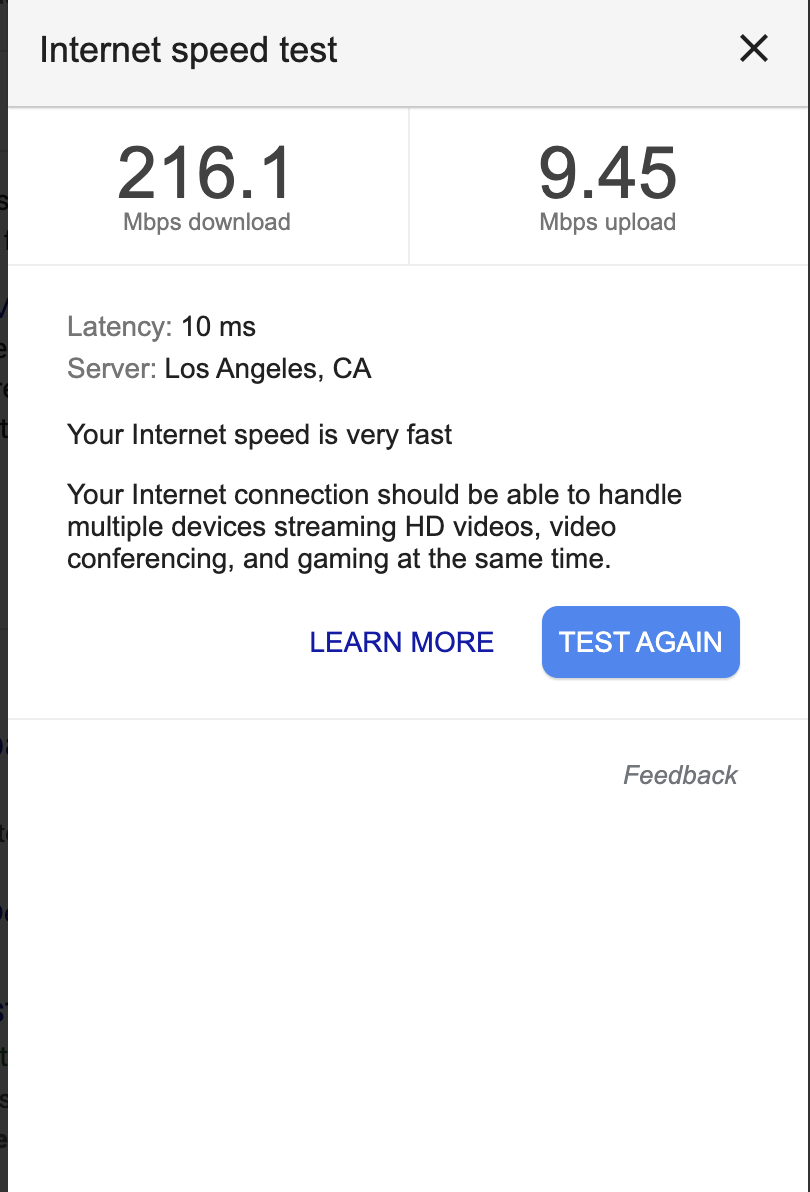 Internet speed test
216.1
Mbps download
9.45
Mbps upload
Latency: 10 ms
Server: Los Angeles, CA
Your Internet speed is very fast
Your Internet connection should be able to handle
multiple devices streaming HD videos, video
conferencing, and gaming at the same time.
LEARN MORE
TEST AGAIN
Feedback